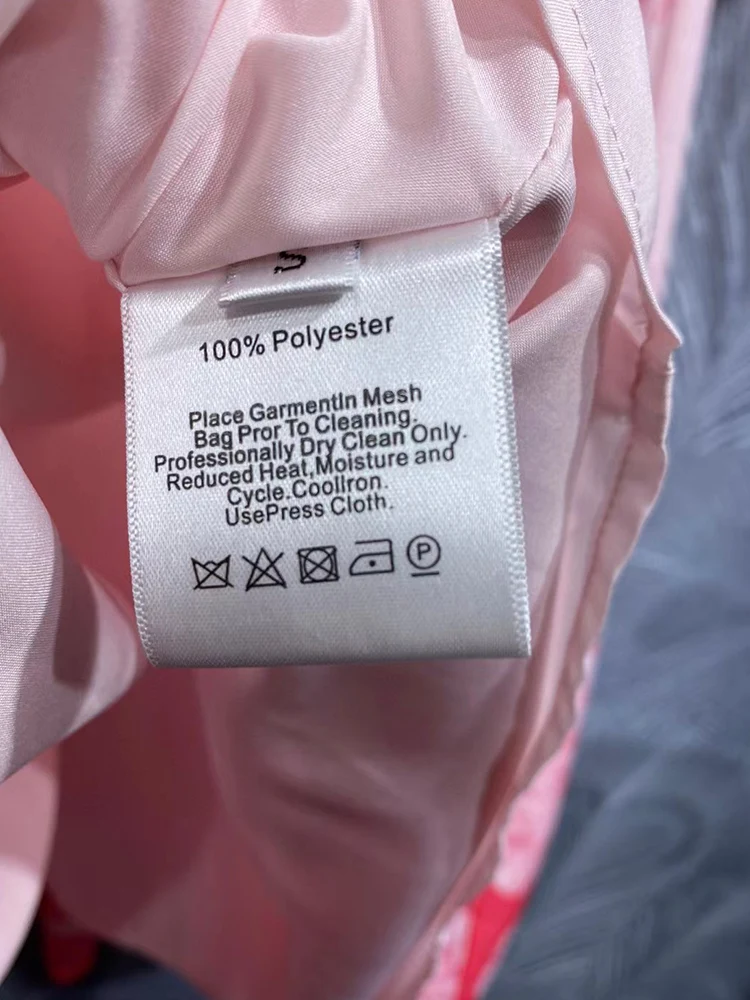 S
100% Polyester
Place GarmentIn Mesh
Bag Pror To Cleaning.
Professionally Dry Clean Only.
Reduced Heat,Moisture and
Cycle.CoolIron.
UsePress Cloth.
P